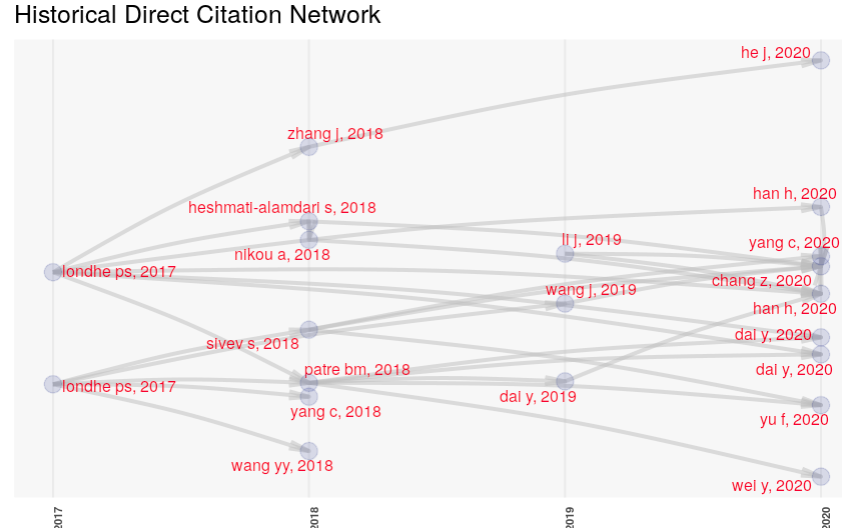 Historical Direct Citation Network
he j, 2020
zhang j, 2018
han h, 2020
heshmati-alamdari s, 2018
li j, 2019
yang c, 2020
nikou a, 2018
londhe ps, 2017
chang z, 2020
wang j, 2019
han h, 2020
dai y, 2020
sivev s, 2018
patre bm, 2018
dai y, 2020
londhe ps, 2017
dai y, 2019
yang c, 2018
yu f, 2020
wang yy, 2018
wei y, 2020
2017
2018
2019
2020